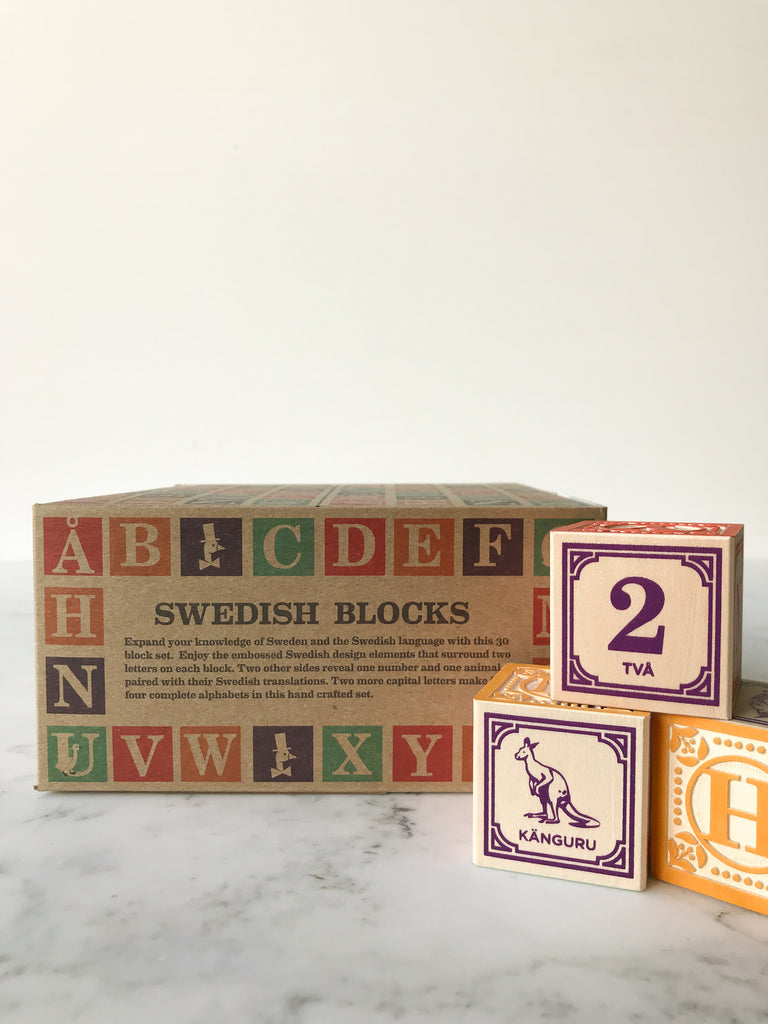 Å B C D E F
SWEDISH BLOCKS
H
Expand your knowledge of Sweden and the Swedish language with this 30
block set. Enjoy the embossed Swedish design elements that surround two
letters on each block. Two other sides reveal one number and one animal
paired with their Swedish translations. Two more capital letters make
four complete alphabets in this hand crafted set.
N
U V W X Y
2
TVÅ
KÄNGURU
H